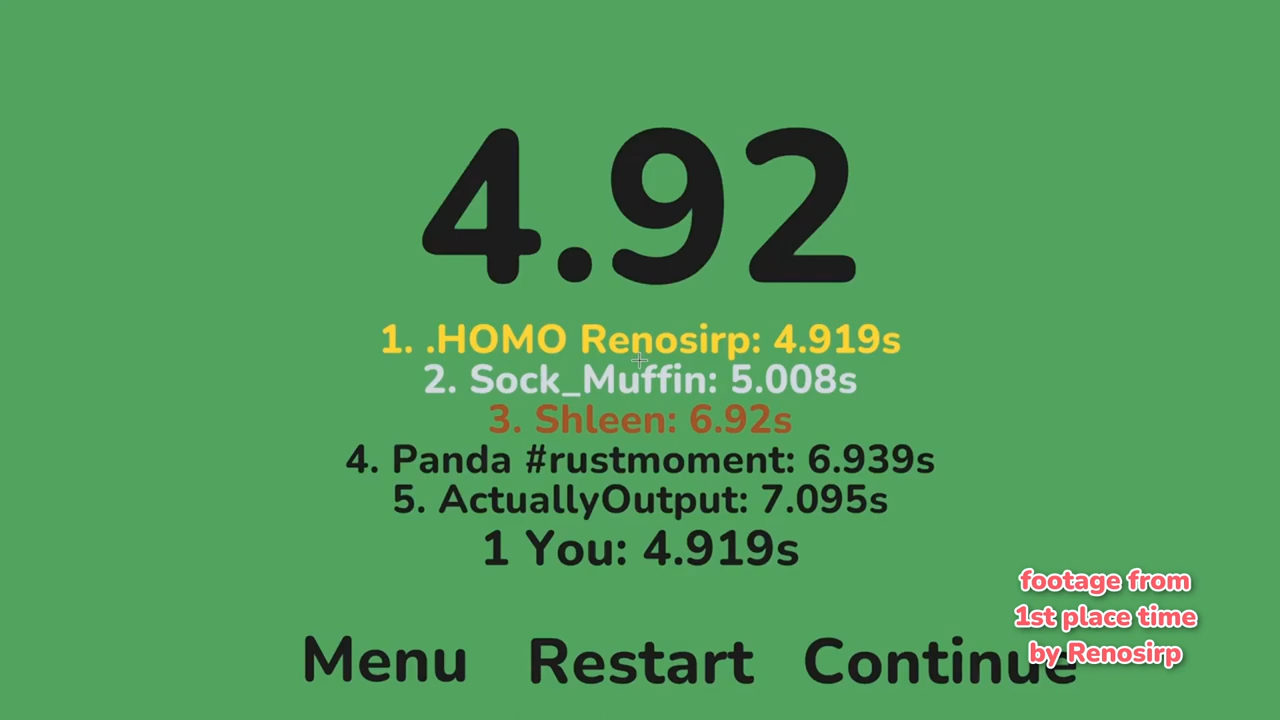 4.92
1. .HOMO Renosirp: 4.919s
2. Sock_Muffin: 5.008s
3. Shleen: 6.92s
4. Panda #rustmoment: 6.939s
5. ActuallyOutput: 7.095s
1 You: 4.919s
Menu Restart Continue
footage from
1st place time
by Renosirp